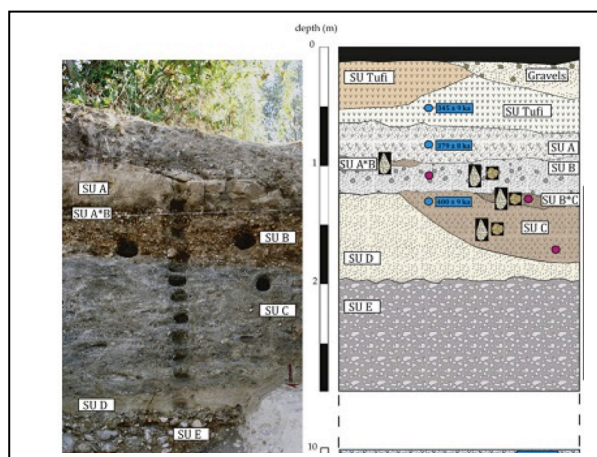 depth (m)
0
1
2
10
SU A
SU A*B
SU B
SU C
SU D
SU E
SU Tufi
Gravels
SU Tufi
345 ± 9 ka
379 ± 8 ka
SU A
SU A*B
SU B
400 ± 9 ka
SU B*C
SU C
SU D
SU E